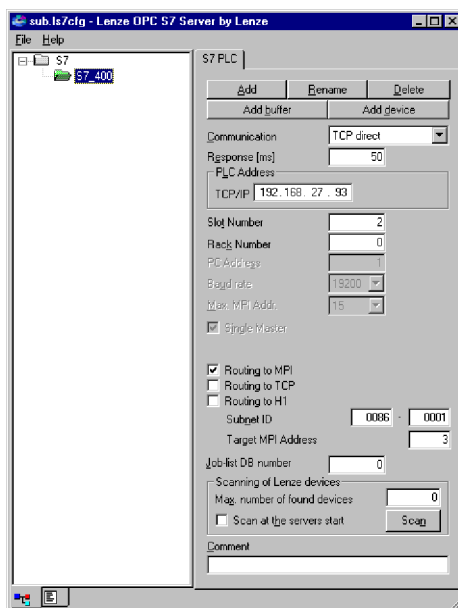 sub.ls7cfg - Lenze OPC S7 Server by Lenze
File Help
S7
S7_400
S7 PLC
Add Rename Delete
Add buffer Add device
Communication TCP direct
Response [ms] 50
PLC Address
TCP/IP 192.168. 27 . 93
Slot Number 2
Rack Number 0
PC Address 1
Baud rate 19200
Max. MPI Addr. 15
Single Master
Routing to MPI
Routing to TCP
Routing to H1
Subnet ID 0086 - 0001
Target MPI Address 3
Job-list DB number 0
Scanning of Lenze devices
Max. number of found devices 0
Scan at the servers start Scan
Comment